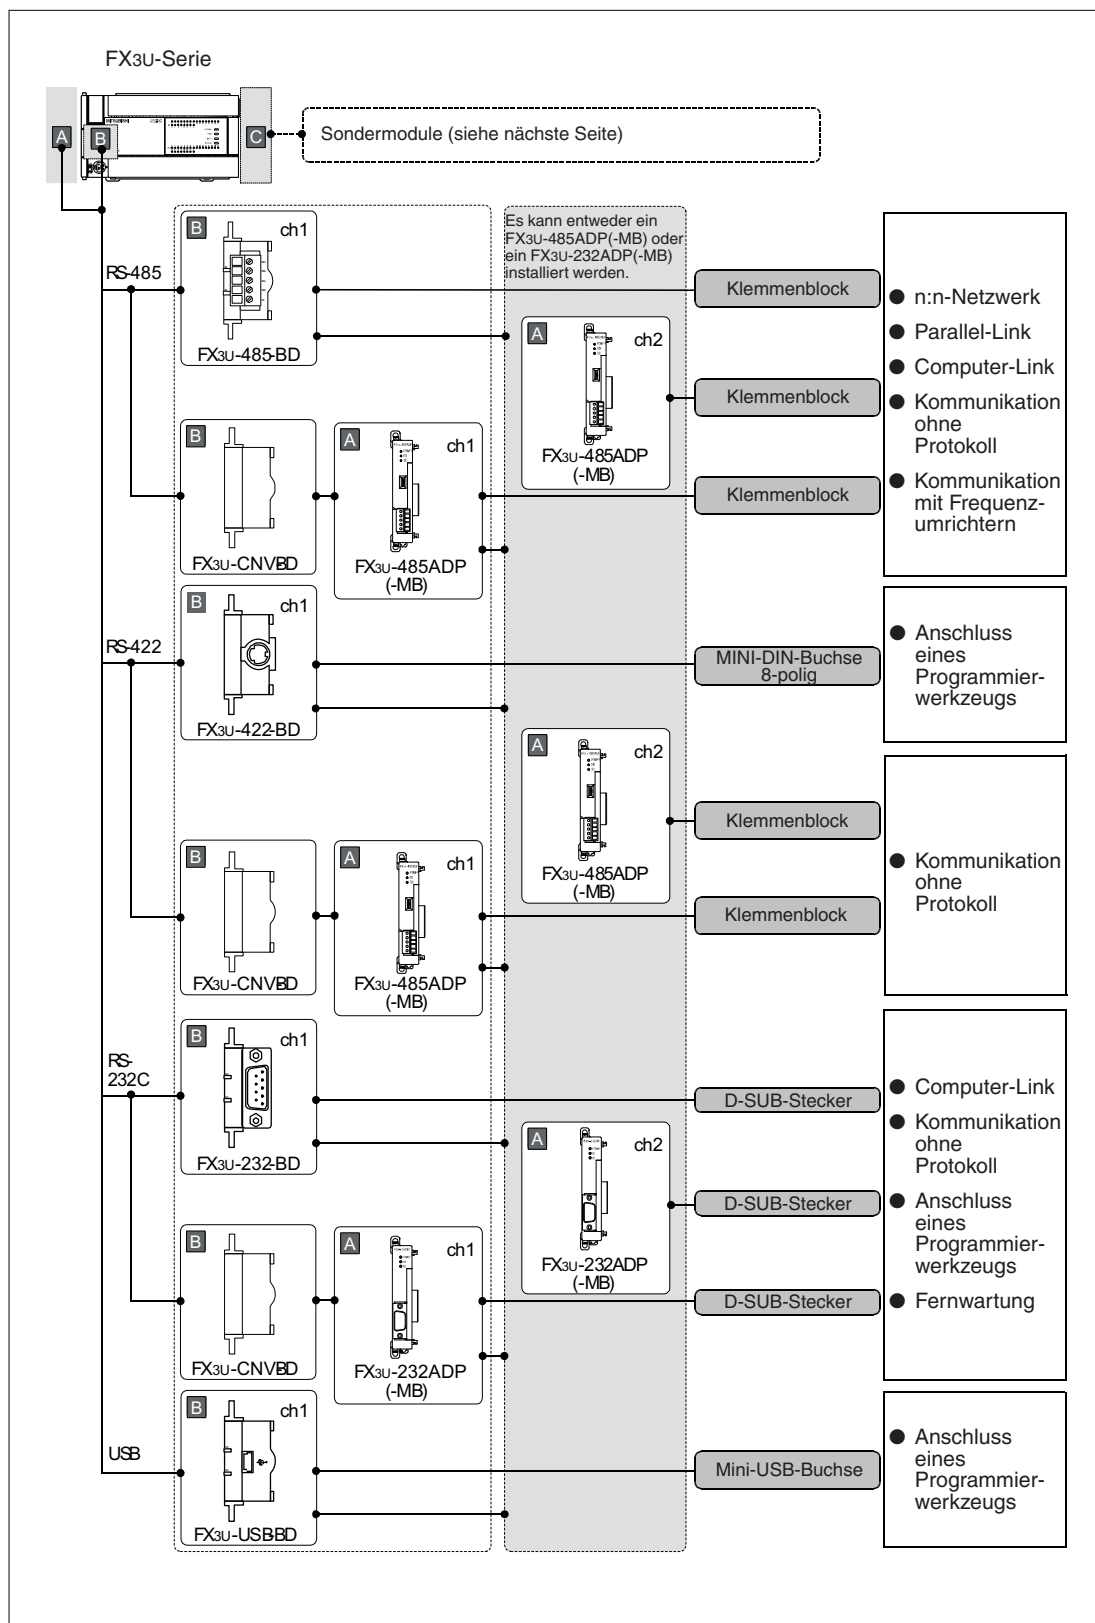 FX3U-Serie
A
B
C
Sondermodule (siehe nächste Seite)
Es kann entweder ein
FX3U-485ADP(-MB) oder
ein FX3U-232ADP(-MB)
installiert werden.
RS-485
B
ch1
FX3U-485-BD
Klemmenblock
A
ch2
FX3U-485ADP
(-MB)
Klemmenblock
B
FX3U-CNV-BD
A
ch1
FX3U-485ADP
(-MB)
Klemmenblock
● n:n-Netzwerk
● Parallel-Link
● Computer-Link
● Kommunikation
ohne
Protokoll
● Kommunikation
mit Frequenz-
umrichtern
RS-422
B
ch1
FX3U-422-BD
MINI-DIN-Buchse
8-polig
● Anschluss
eines
Programmier-
werkzeugs
A
ch2
FX3U-485ADP
(-MB)
Klemmenblock
B
FX3U-CNV-BD
A
ch1
FX3U-485ADP
(-MB)
Klemmenblock
● Kommunikation
ohne
Protokoll
RS-
232C
B
ch1
FX3U-232-BD
D-SUB-Stecker
A
ch2
FX3U-232ADP
(-MB)
D-SUB-Stecker
B
FX3U-CNV-BD
A
ch1
FX3U-232ADP
(-MB)
D-SUB-Stecker
● Computer-Link
● Kommunikation
ohne
Protokoll
● Anschluss
eines
Programmier-
werkzeugs
● Fernwartung
USB
B
ch1
FX3U-USB-BD
Mini-USB-Buchse
● Anschluss
eines
Programmier-
werkzeugs